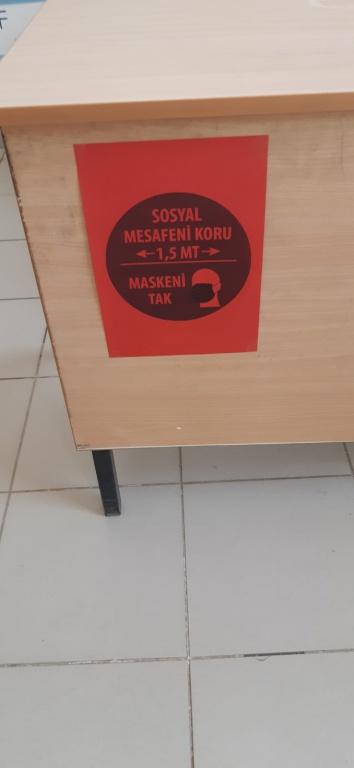 SOSYAL
MESAFENİ KORU
1,5 MT
MASKENİ
TAK